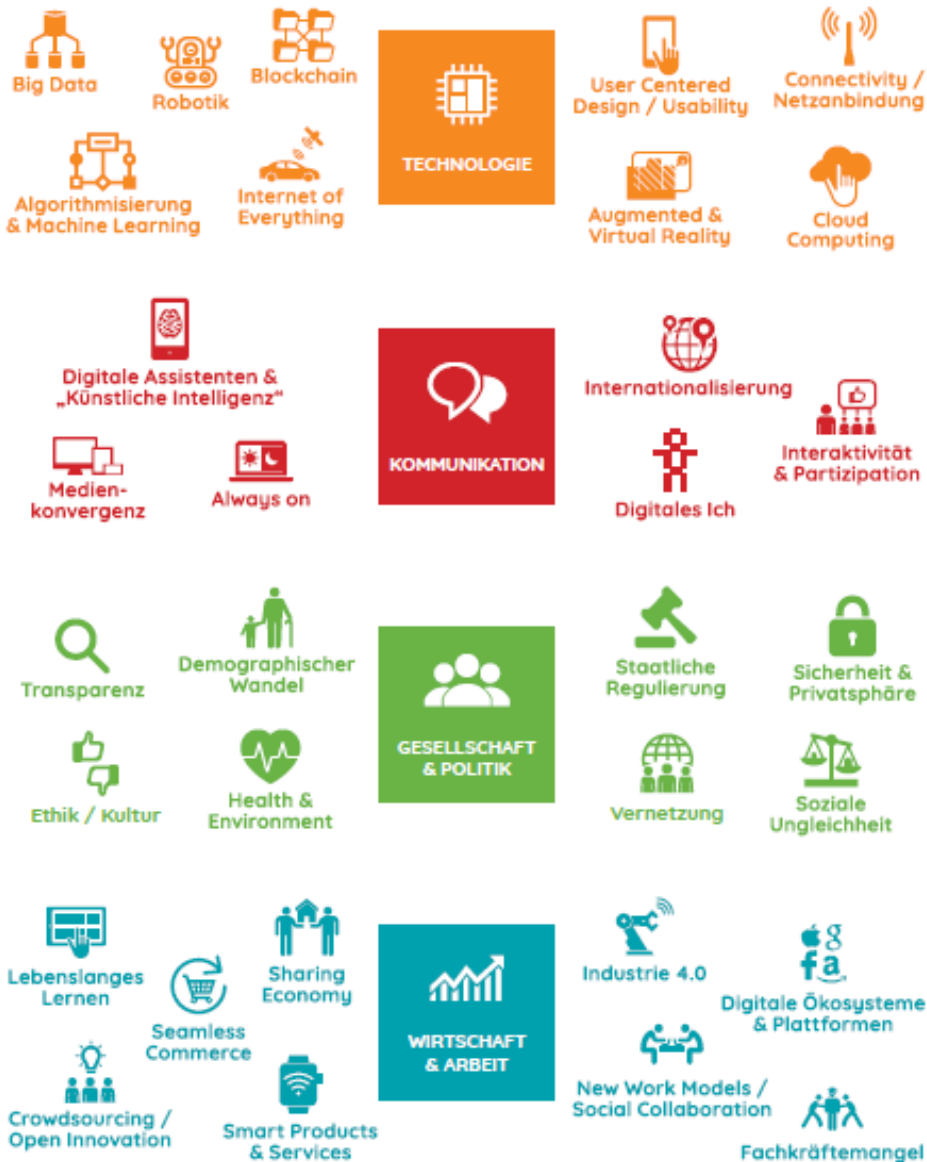 Big Data
Robotik
Blockchain
Algorithmisierung
& Machine Learning
Internet of
Everything
TECHNOLOGIE
User Centered
Design / Usability
Connectivity /
Netzanbindung
Augmented &
Virtual Reality
Cloud
Computing
Digitale Assistenten &
„Künstliche Intelligenz“
Medien-
konvergenz
Always on
KOMMUNIKATION
Internationalisierung
Digitales Ich
Interaktivität
& Partizipation
Transparenz
Demographischer
Wandel
Ethik / Kultur
Health &
Environment
GESELLSCHAFT
& POLITIK
Staatliche
Regulierung
Sicherheit &
Privatsphäre
Vernetzung
Soziale
Ungleichheit
Lebenslanges
Lernen
Seamless
Commerce
Sharing
Economy
Crowdsourcing /
Open Innovation
Smart Products
& Services
WIRTSCHAFT
& ARBEIT
Industrie 4.0
g
f a
Digitale Ökosysteme
& Plattformen
New Work Models /
Social Collaboration
Fachkräftemangel